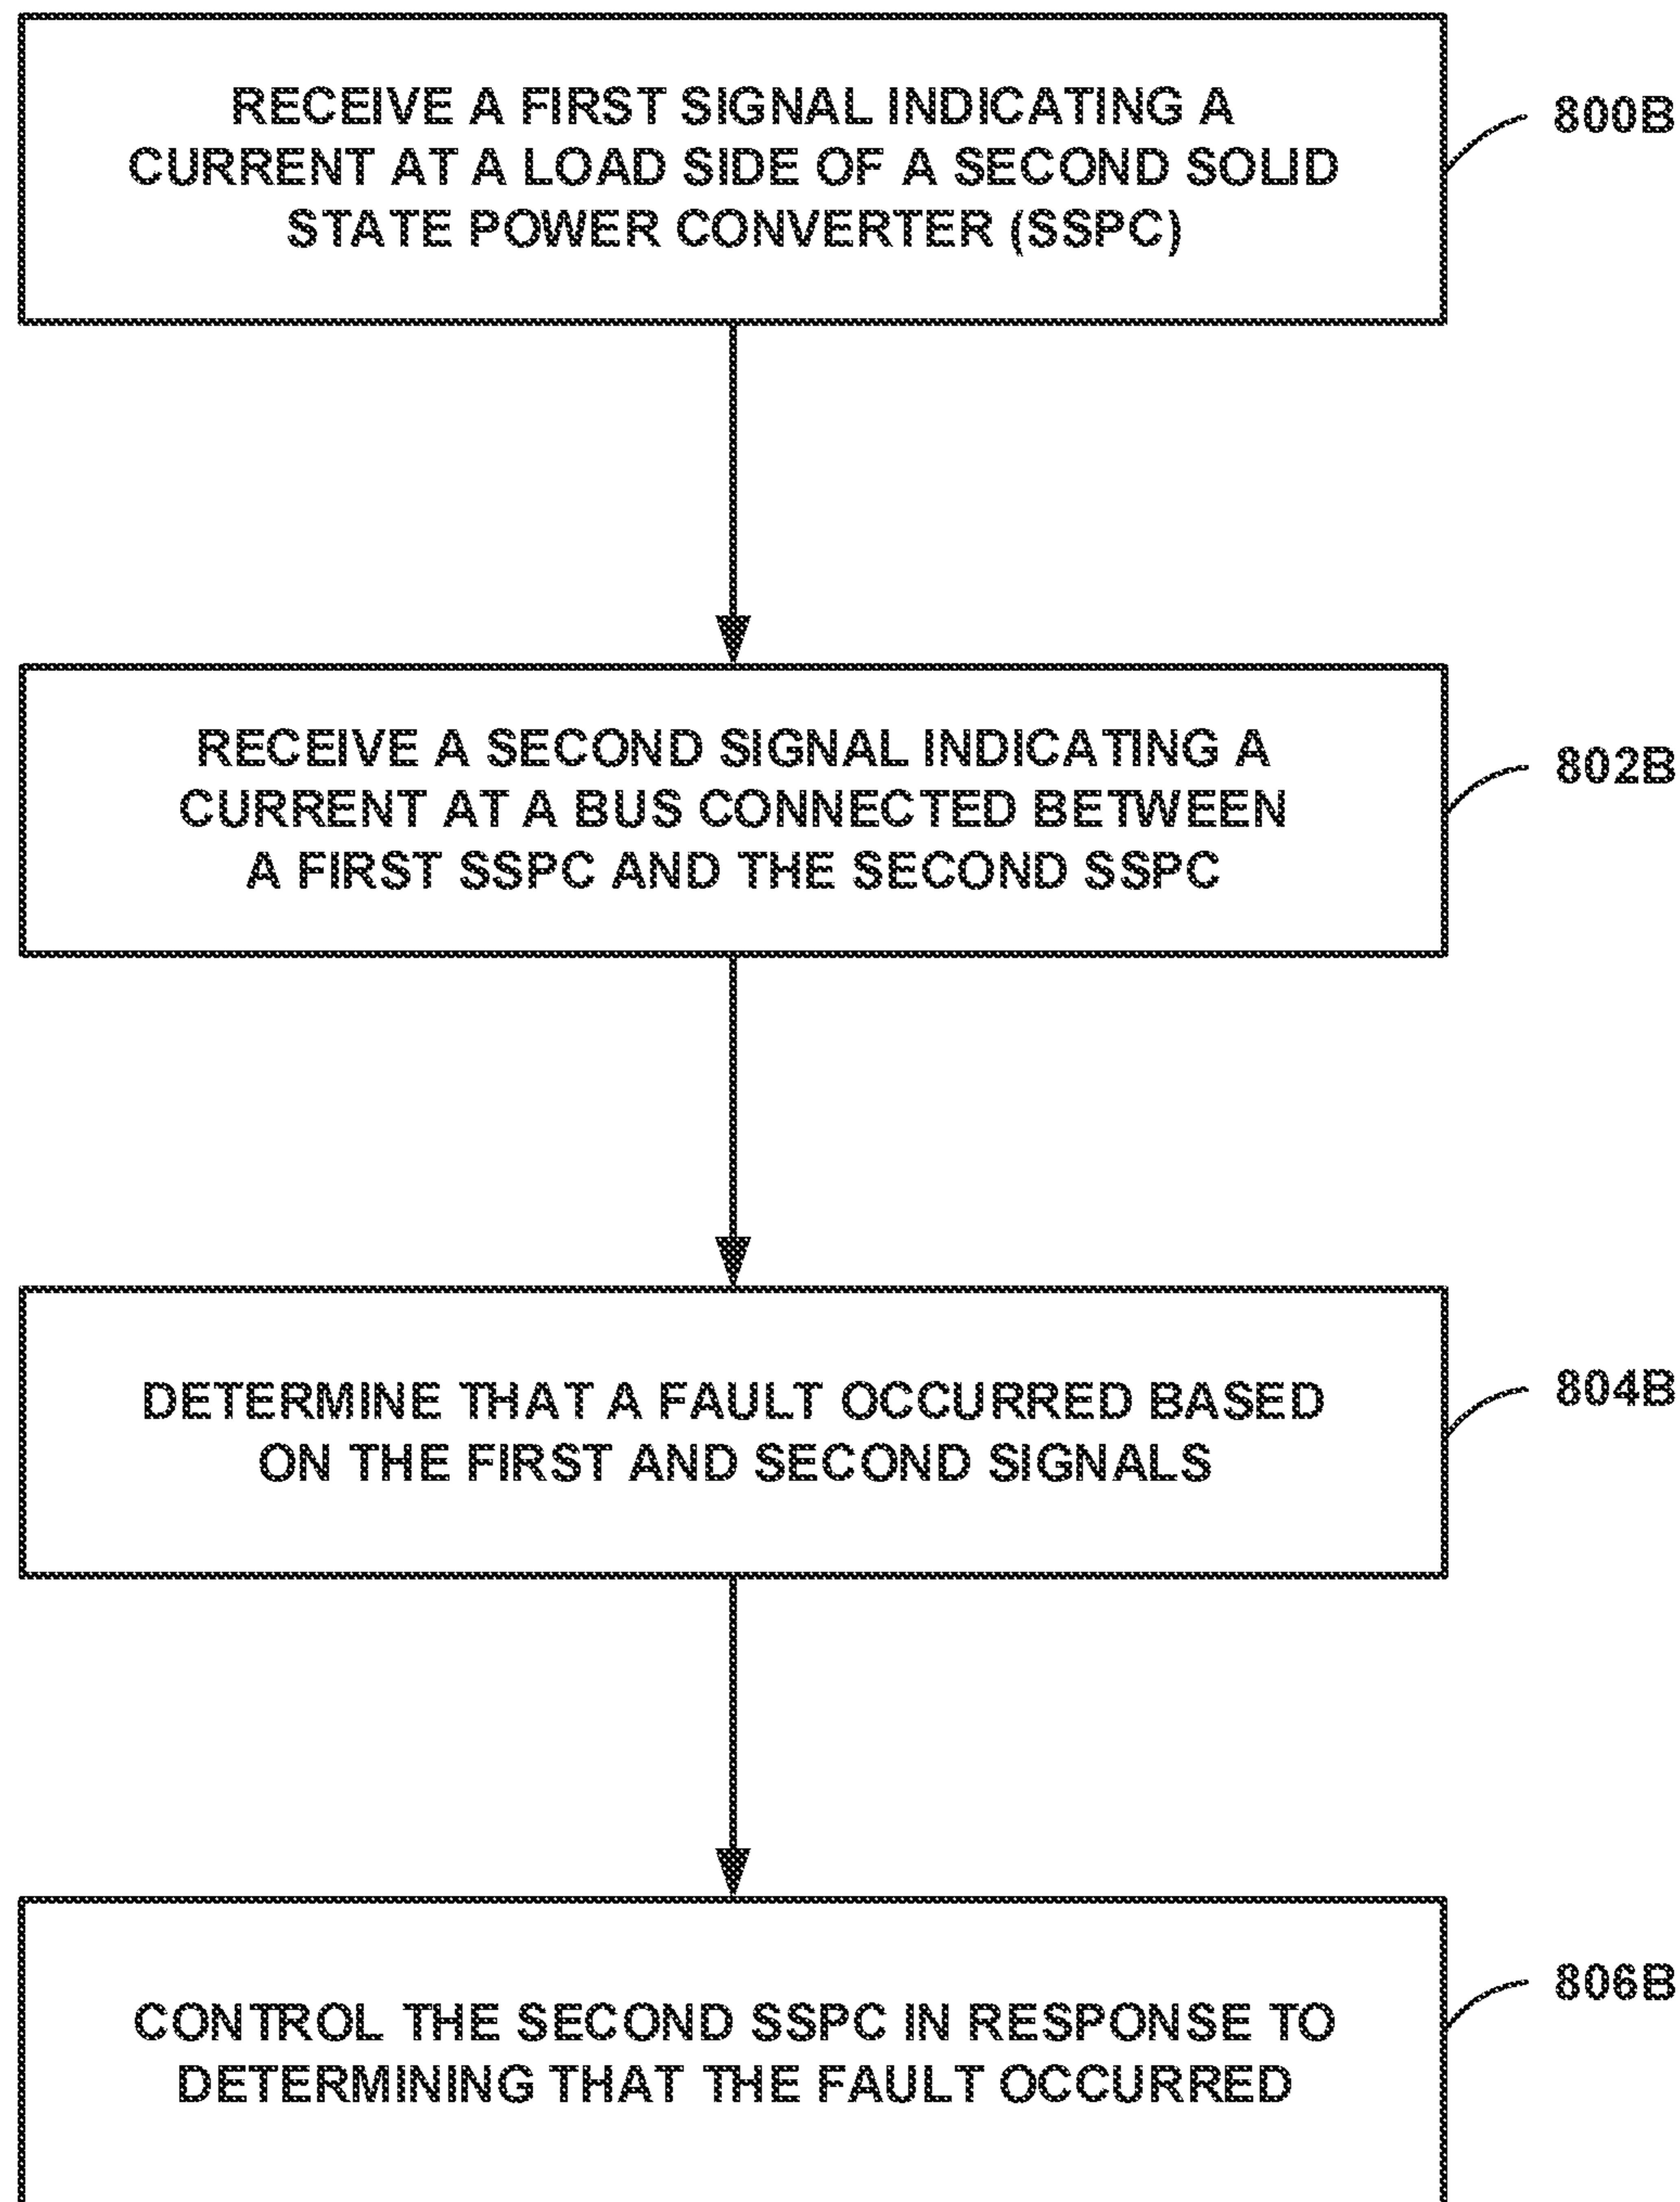 RECEIVE A FIRST SIGNAL INDICATING A
CURRENT AT A LOAD SIDE OF A SECOND SOLID
STATE POWER CONVERTER (SSPC)
800B
RECEIVE A SECOND SIGNAL INDICATING A
CURRENT AT A BUS CONNECTED BETWEEN
A FIRST SSPC AND THE SECOND SSPC
802B
DETERMINE THAT A FAULT OCCURRED BASED
ON THE FIRST AND SECOND SIGNALS
804B
CONTROL THE SECOND SSPC IN RESPONSE TO
DETERMINING THAT THE FAULT OCCURRED
806B